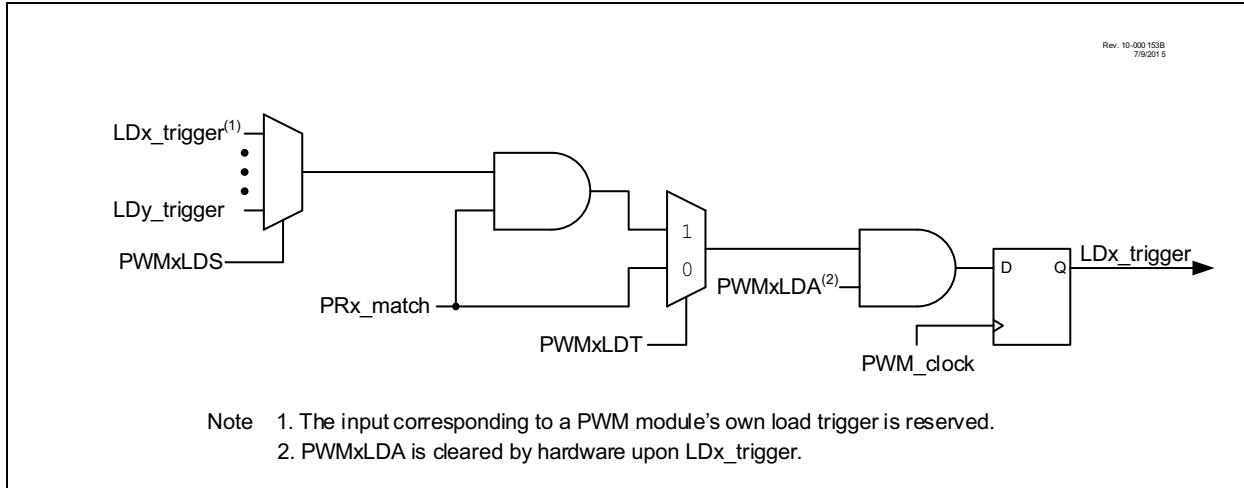 Rev. 10-000 153B
7/9/201 5
LDx_trigger(1)
LDy_trigger
PWMxLDS
PRx_match
1
0
PWMxLDT
PWMxLDA(2)
D Q
LDx_trigger
PWM_clock
Note 1. The input corresponding to a PWM module's own load trigger is reserved.
2. PWMxLDA is cleared by hardware upon LDx_trigger.